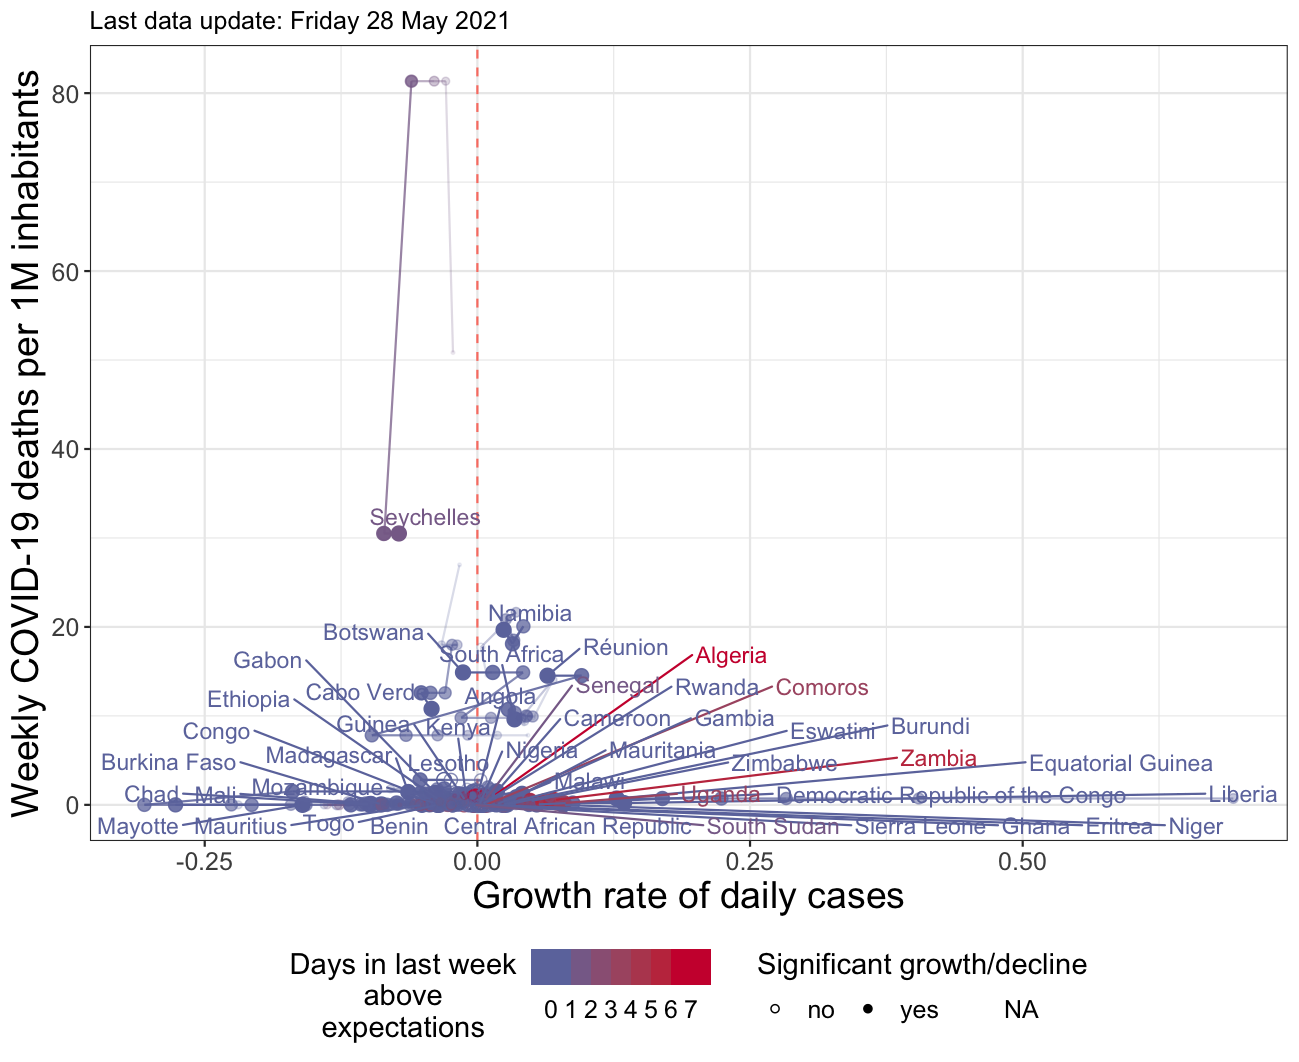 Last data update: Friday 28 May 2021
Weekly COVID-19 deaths per 1M inhabitants
80
60
40
20
0
Seychelles
Namibia
Botswana
Réunion
South Africa
Algeria
Gabon
Senegal
Rwanda
Comoros
Cabo Verde
Ethiopia
Angola
Guinea
Kenya
Cameroon
Gambia
Eswatini
Burundi
Congo
Madagascar
Lesotho
Nigeria
Mauritania
Zimbabwe
Zambia
Equatorial Guinea
Burkina Faso
Chad
Mali
Mozambique
Malawi
Uganda
Democratic Republic of the Congo
Liberia
Mayotte
Mauritius
Togo
Benin
Central African Republic
South Sudan
Sierra Leone
Ghana
Eritrea
Niger
-0.25
0.00
0.25
0.50
Growth rate of daily cases
Days in last week
above
expectations
0 1 2 3 4 5 6 7
Significant growth/decline
no
yes
NA